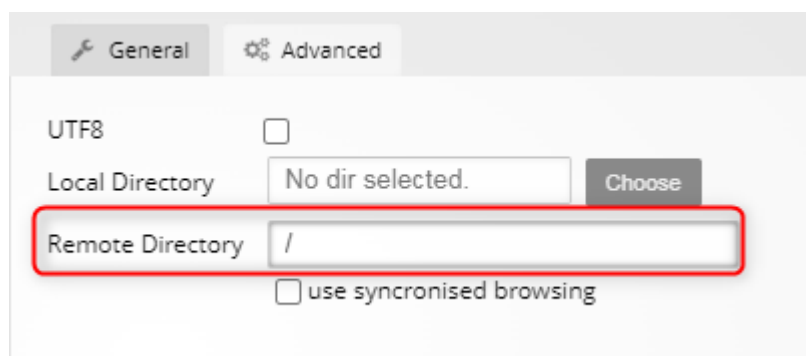 General Advanced
UTF8
Local Directory No dir selected. Choose
Remote Directory /
use syncronised browsing